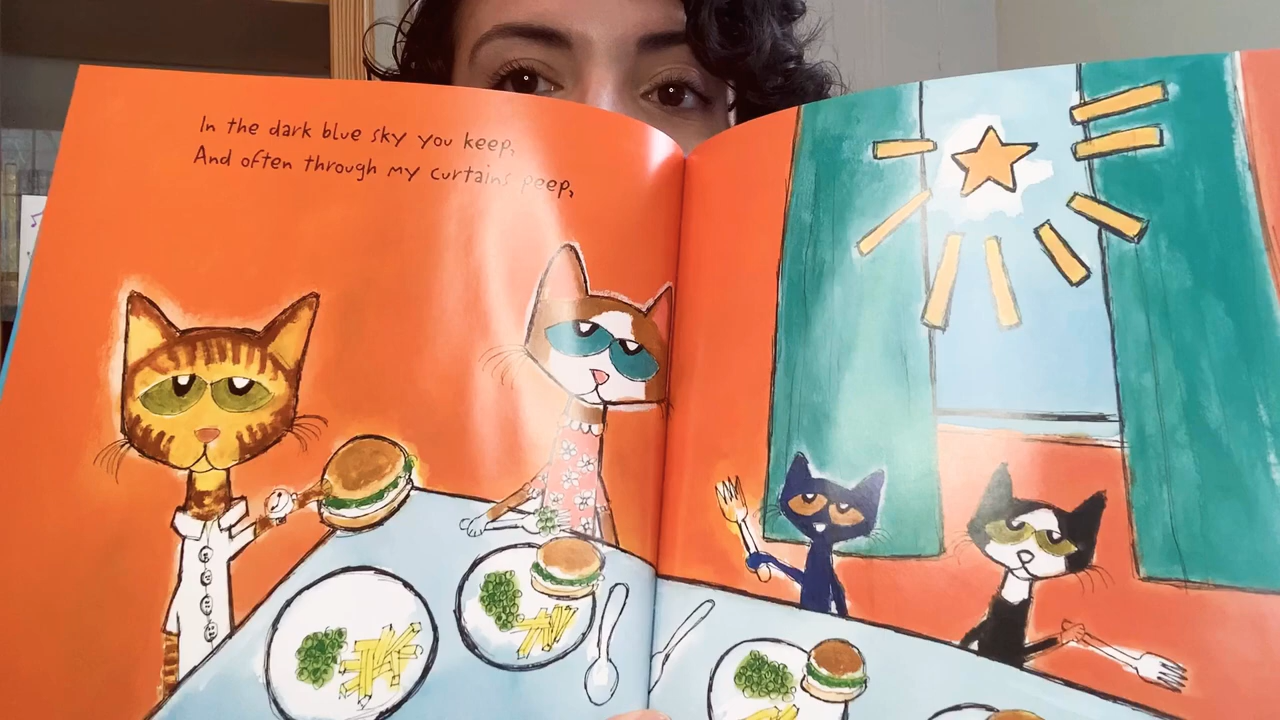 In the dark blue sky you keep,
And often through my curtains peep,